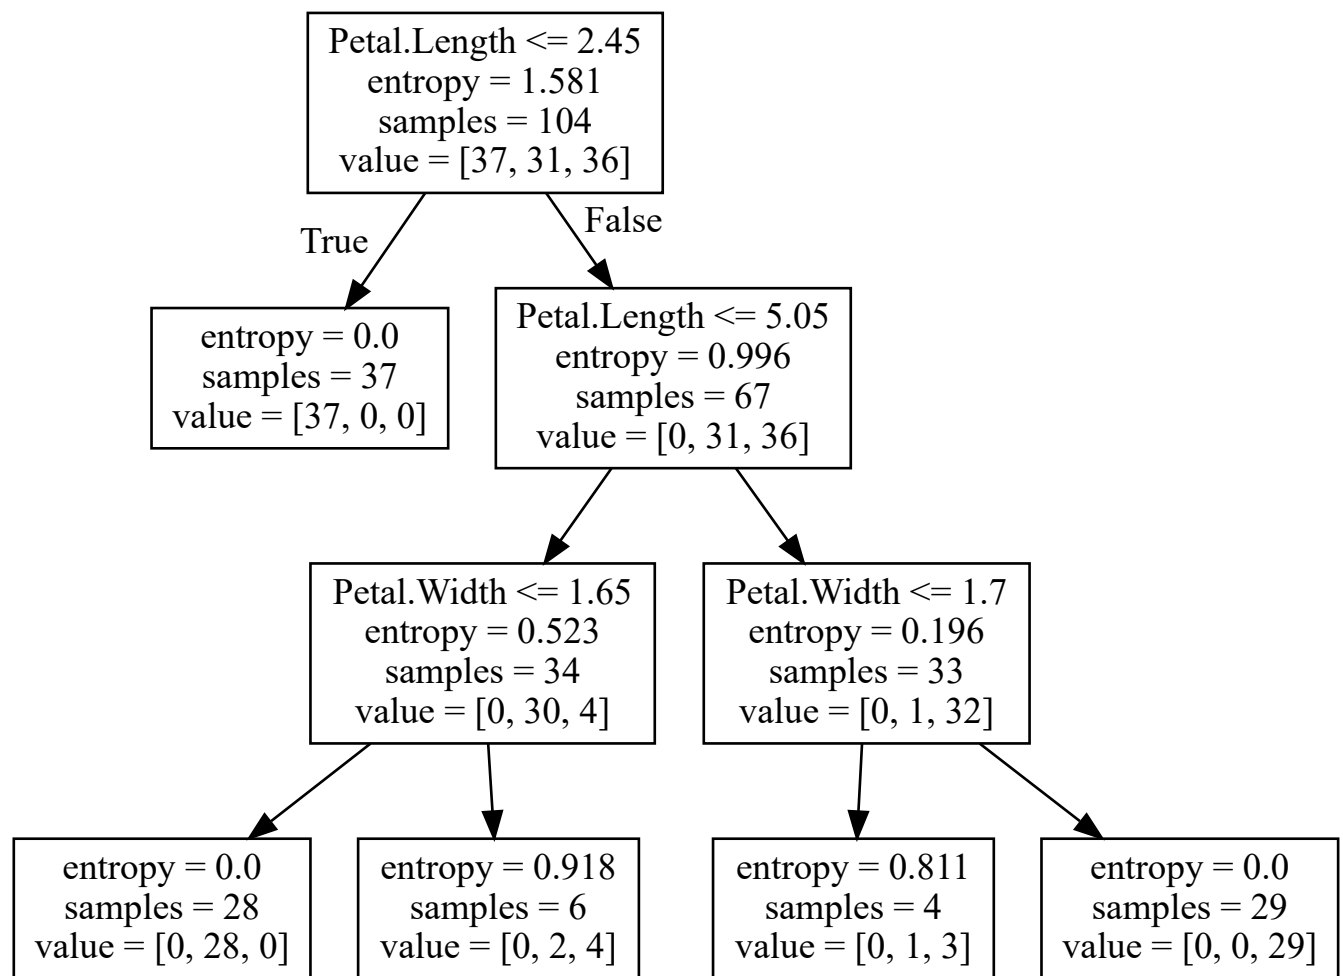 Petal.Length <= 2.45
entropy = 1.581
samples = 104
value = [37, 31, 36]
True
False
entropy = 0.0
samples = 37
value = [37, 0, 0]
Petal.Length <= 5.05
entropy = 0.996
samples = 67
value = [0, 31, 36]
Petal.Width <= 1.65
entropy = 0.523
samples = 34
value = [0, 30, 4]
Petal.Width <= 1.7
entropy = 0.196
samples = 33
value = [0, 1, 32]
entropy = 0.0
samples = 28
value = [0, 28, 0]
entropy = 0.918
samples = 6
value = [0, 2, 4]
entropy = 0.811
samples = 4
value = [0, 1, 3]
entropy = 0.0
samples = 29
value = [0, 0, 29]